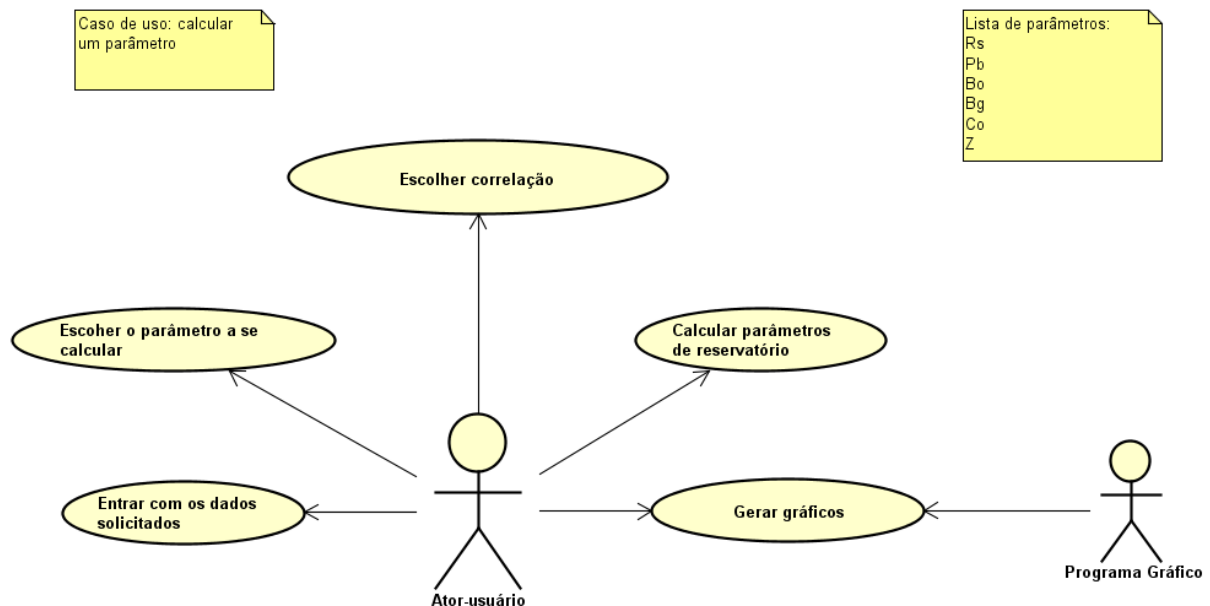 Caso de uso: calcular
um parâmetro
Lista de parâmetros:
Rs
Pb
Bo
Bg
Co
Z
Escolher correlação
Escoher o parâmetro a se
calcular
Calcular parâmetros
de reservatório
Entrar com os dados
solicitados
Gerar gráficos
Programa Gráfico
Ator-usuário